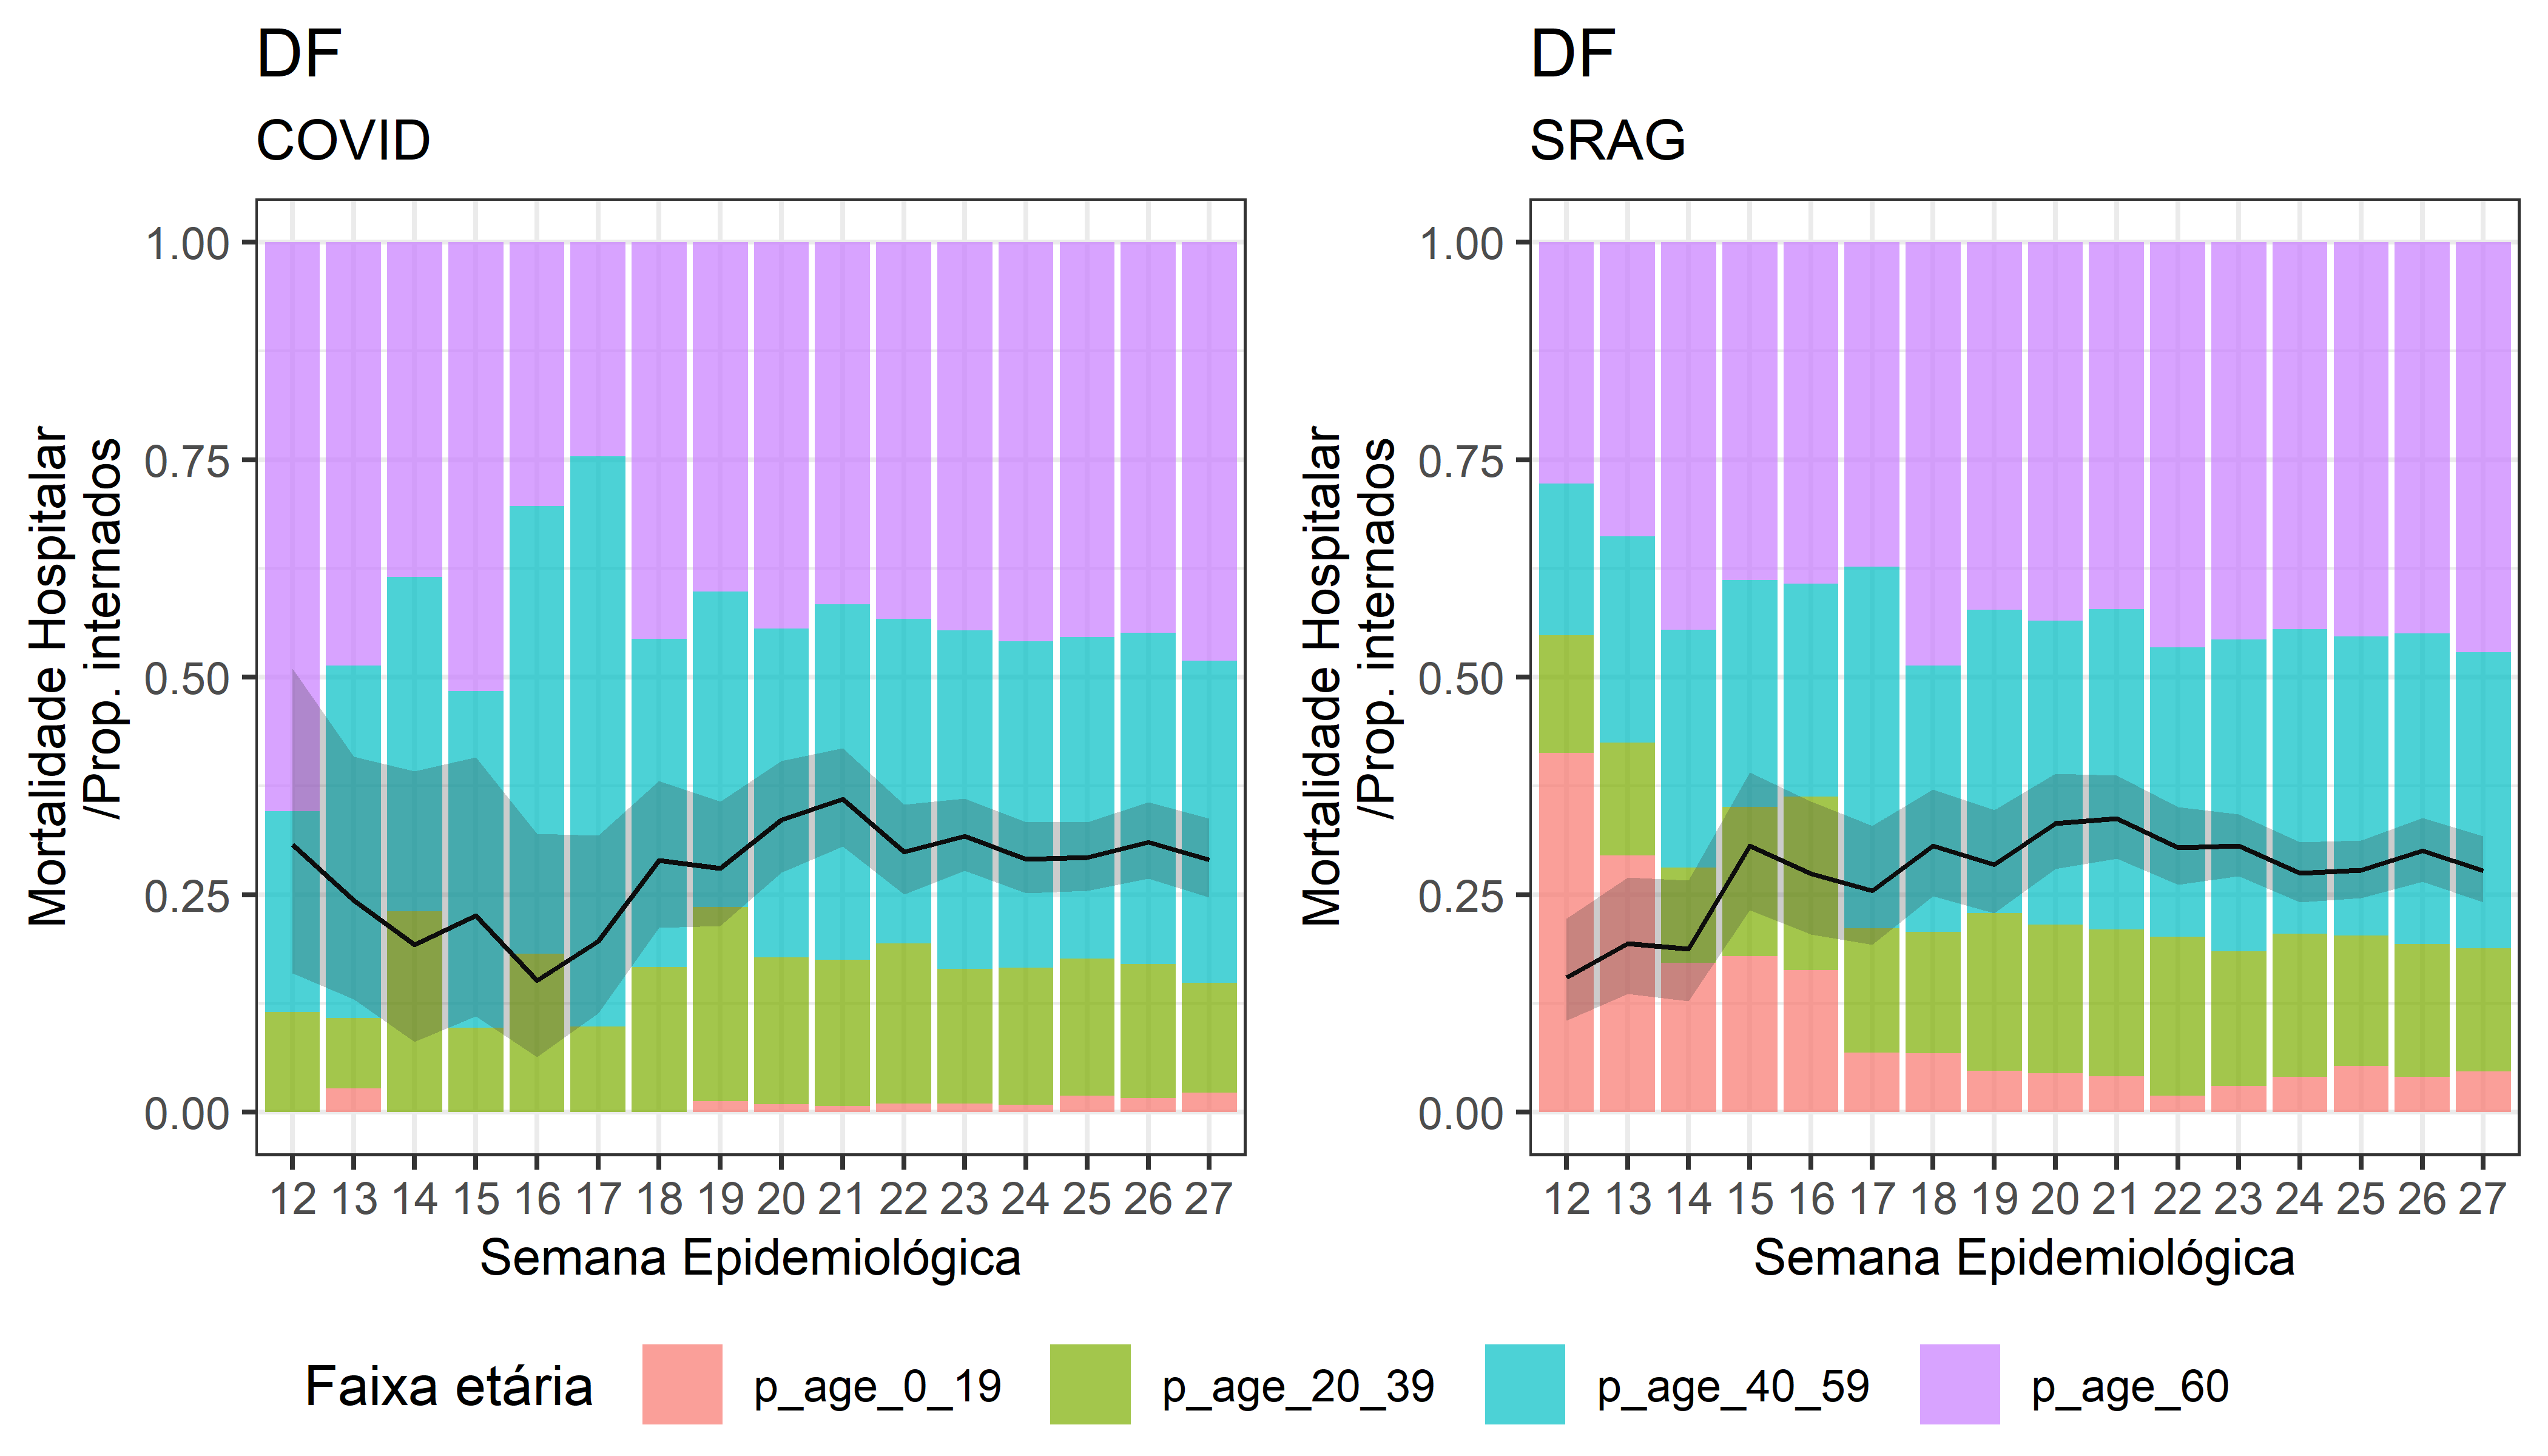 DF
COVID
Mortalidade Hospitalar
/Prop. internados
1.00
0.75
0.50
0.25
0.00
12 13 14 15 16 17 18 19 20 21 22 23 24 25 26 27
Semana Epidemiológica
DF
SRAG
Mortalidade Hospitalar
/Prop. internados
1.00
0.75
0.50
0.25
0.00
12 13 14 15 16 17 18 19 20 21 22 23 24 25 26 27
Semana Epidemiológica
Faixa etária p_age_0_19 p_age_20_39 p_age_40_59 p_age_60